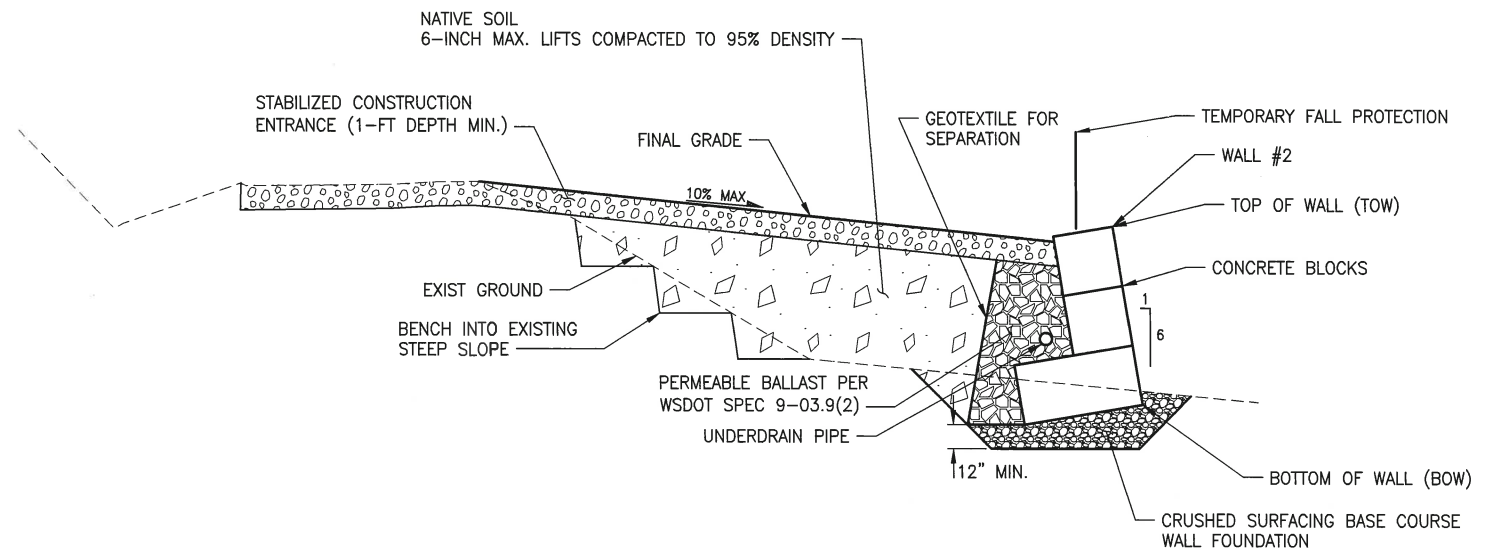 NATIVE SOIL
6-INCH MAX. LIFTS COMPACTED TO 95% DENSITY
STABILIZED CONSTRUCTION
ENTRANCE (1-FT DEPTH MIN.)
FINAL GRADE
GEOTEXTILE FOR
SEPARATION
TEMPORARY FALL PROTECTION
WALL #2
10% MAX
TOP OF WALL (TOW)
CONCRETE BLOCKS
EXIST GROUND
1
6
BENCH INTO EXISTING
STEEP SLOPE
PERMEABLE BALLAST PER
WSDOT SPEC 9-03.9(2)
UNDERDRAIN PIPE
12" MIN.
BOTTOM OF WALL (BOW)
CRUSHED SURFACING BASE COURSE
WALL FOUNDATION